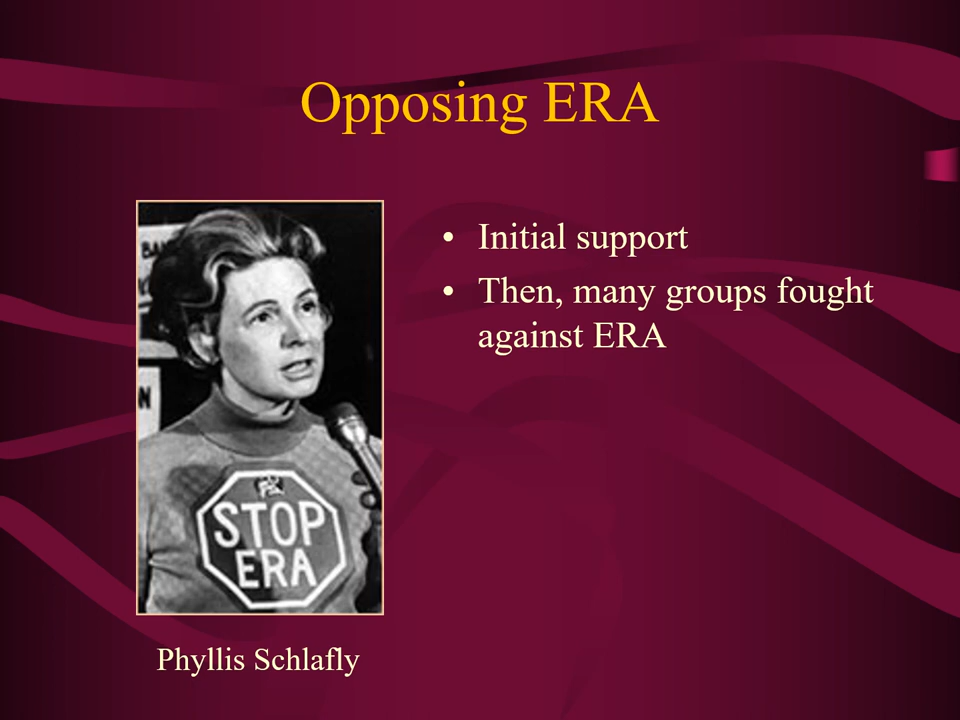 Opposing ERA
• Initial support
• Then, many groups fought
against ERA
STOP
ERA
Phyllis Schlafly